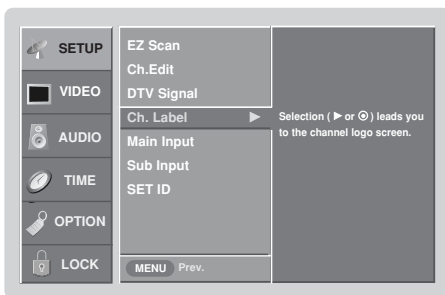 SETUP
VIDEO
AUDIO
TIME
OPTION
LOCK
EZ Scan
Ch.Edit
DTV Signal
Ch. Label ▶
Main Input
Sub Input
SET ID
MENU Prev.
Selection ( ▶ or ⊙ ) leads you
to the channel logo screen.